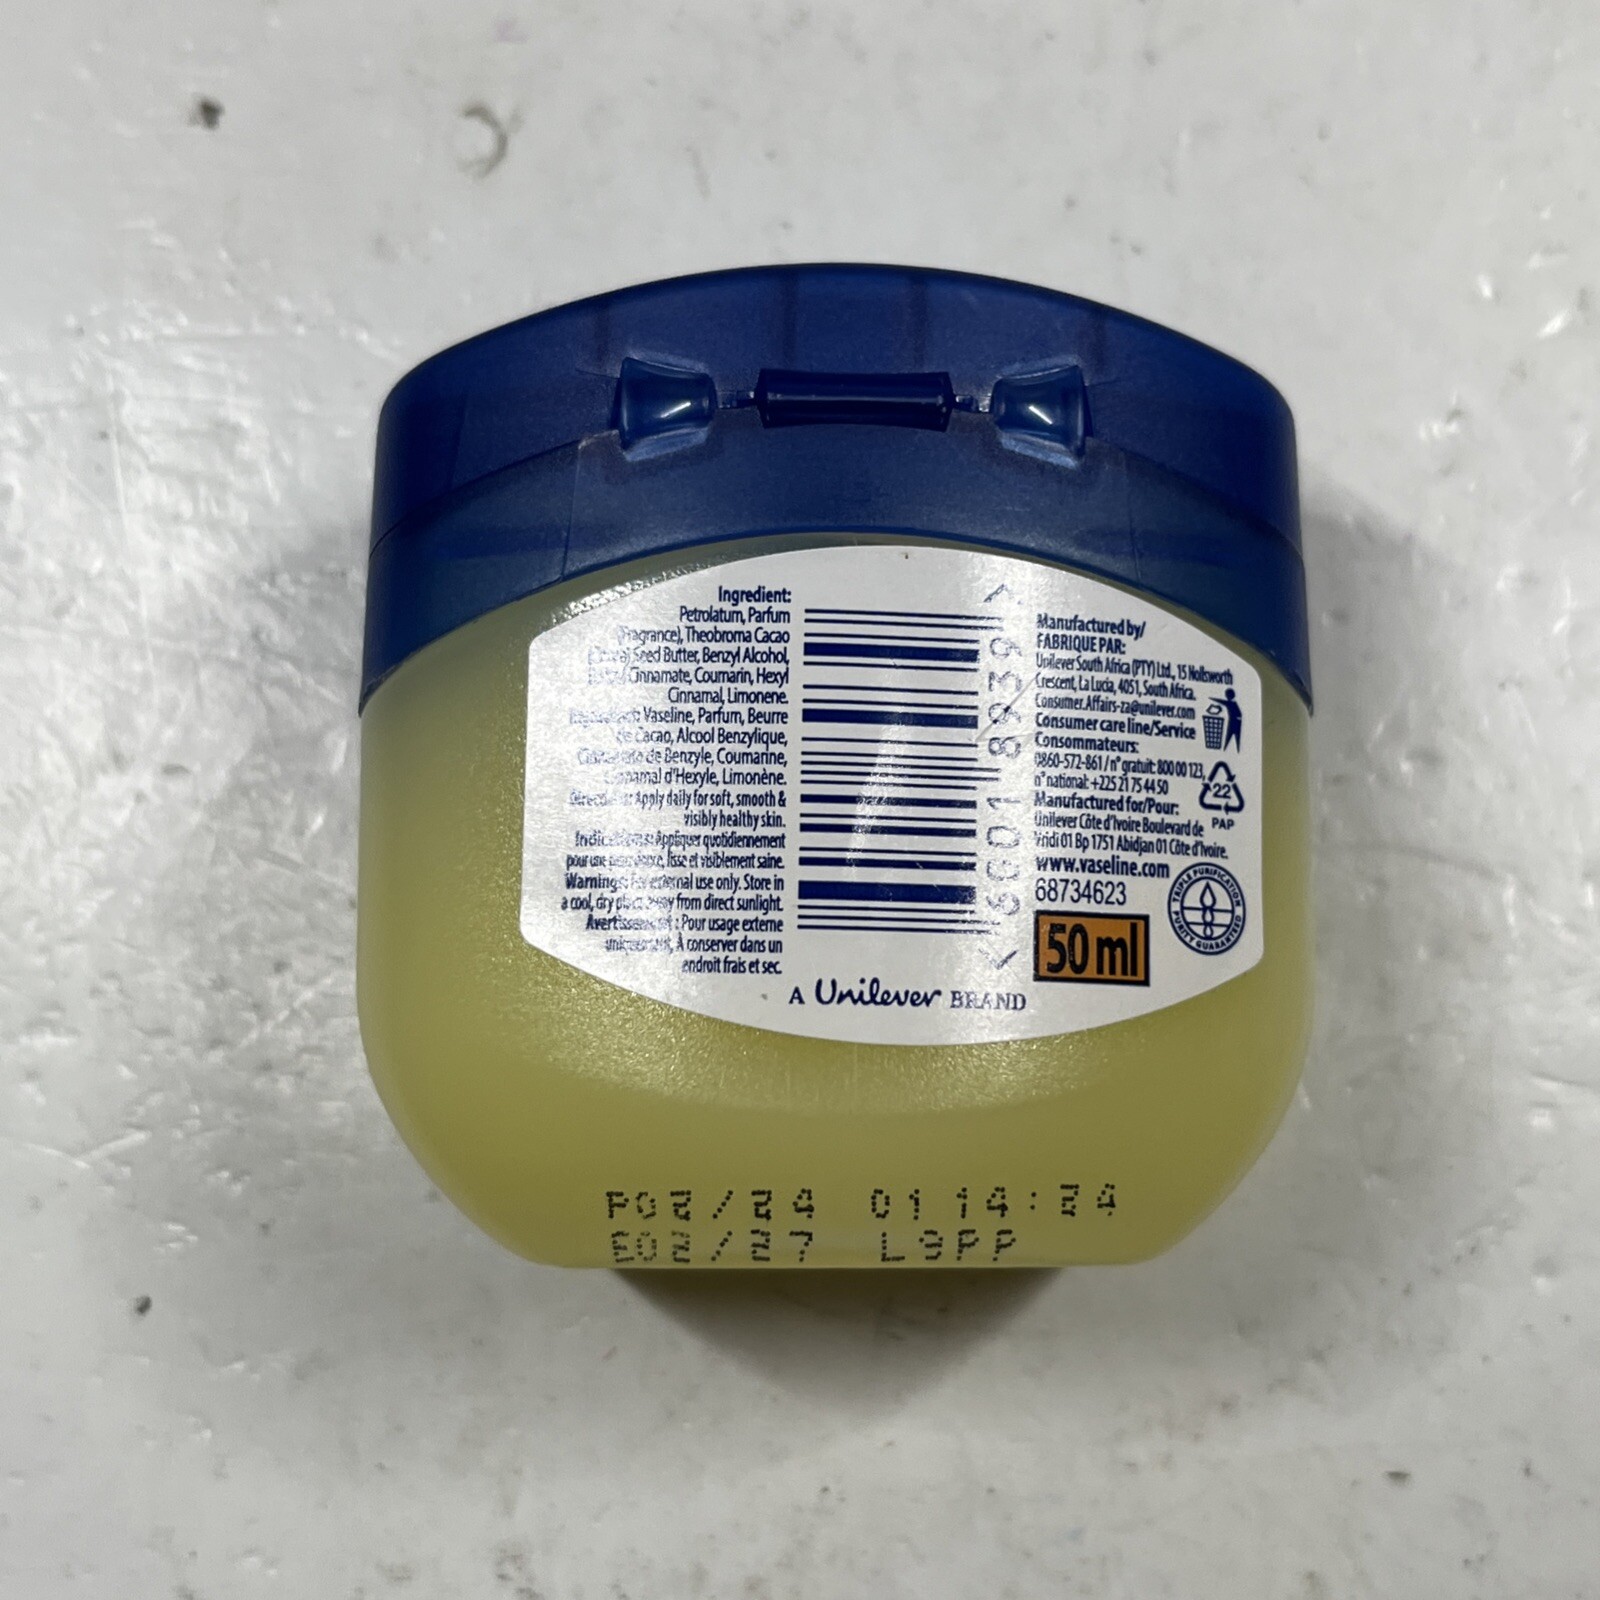 Ingredient:
Petrolatum, Parfum
(Fragrance), Theobroma Cacao
Seed Butter, Benzyl Alcohol,
Cinnamate, Coumarin, Hexyl
Cinnamal, Limonene.
Vaseline, Parfum, Beurre
de Cacao, Alcool Benzylique,
de Benzyle, Coumarine,
d'Hexyle, Limonène.
Apply daily for soft, smooth &
visibly healthy skin.
Appliquer quotidiennement
pour une lisse et visiblement saine.
Warnings: For external use only. Store in
a cool, dry place away from direct sunlight.
Avertissement : Pour usage externe
uniquement, À conserver dans un
endroit frais et sec.
6001 8939
Manufactured by/
FABRIQUE PAR:
Unilever South Africa (PTY) Ltd., 15 Nollsworth
Crescent, La Lucia, 4051, South Africa.
Consumer.Affairs-za@unilever.com
Consumer care line/Service
Consommateurs:
0860-572-861 / n° gratuit: 800 00 123,
n° national: +225 21 75 44 50
Manufactured for/Pour:
Unilever Côte d'Ivoire Boulevard de
Vridi 01 Bp 1751 Abidjan 01 Côte d'Ivoire.
www.vaseline.com
68734623
50 ml
22
PAP
TRIPLE PURIFICATION
PURITY GUARANTEED
A Unilever BRAND
P02/24 01 14:24
E02/27 L9PP